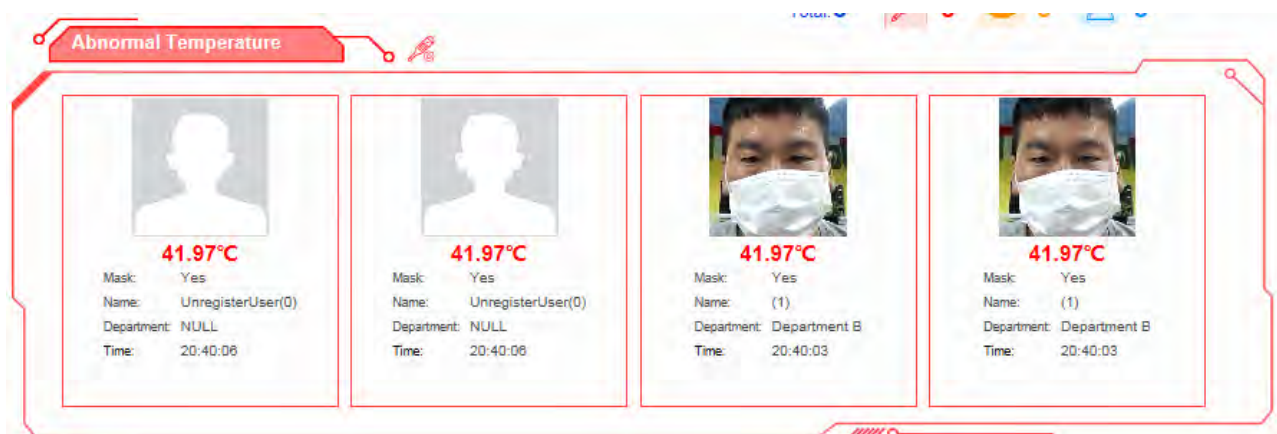 Total:
Abnormal Temperature
41.97°C
Mask: Yes
Name: UnregisterUser(0)
Department: NULL
Time: 20:40:06
41.97°C
Mask: Yes
Name: UnregisterUser(0)
Department: NULL
Time: 20:40:06
41.97°C
Mask: Yes
Name: (1)
Department: Department B
Time: 20:40:03
41.97°C
Mask: Yes
Name: (1)
Department: Department B
Time: 20:40:03